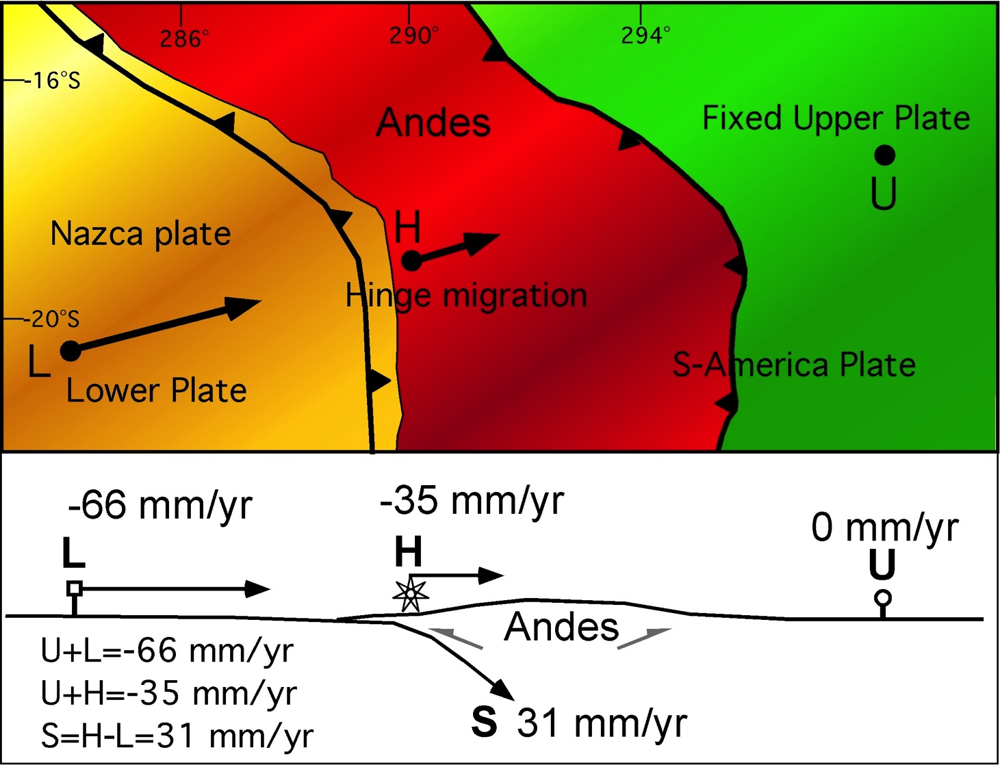 286°
290°
294°
-16°S
Andes
Fixed Upper Plate
U
H
Nazca plate
Hinge migration
-20°S
L
S-America Plate
Lower Plate
-66 mm/yr
-35 mm/yr
0 mm/yr
L
H
U
Andes
U+L=-66 mm/yr
U+H=-35 mm/yr
S=H-L=31 mm/yr
S 31 mm/yr